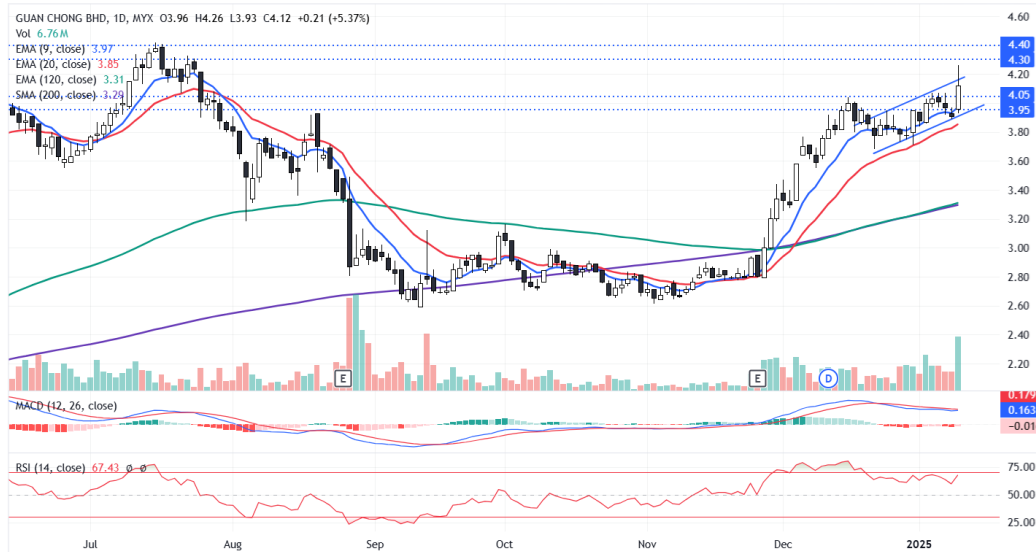 GUAN CHONG BHD, 1D, MYX O3.96 H4.26 L3.93 C4.12 +0.21 (+5.37%)
Vol 6.76M
EMA (9, close) 3.97
EMA (20, close) 3.85
EMA (120, close) 3.31
SMA (200, close) 3.29
4.60
4.40
4.30
4.20
4.05
3.95
3.80
3.60
3.40
3.20
3.00
2.80
2.60
2.40
2.20
E
E
D
MACD (12, 26, close)
0.179
0.163
−0.01
RSI (14, close) 67.43 ø ø
75.00
50.00
25.00
Jul Aug Sep Oct Nov Dec 2025